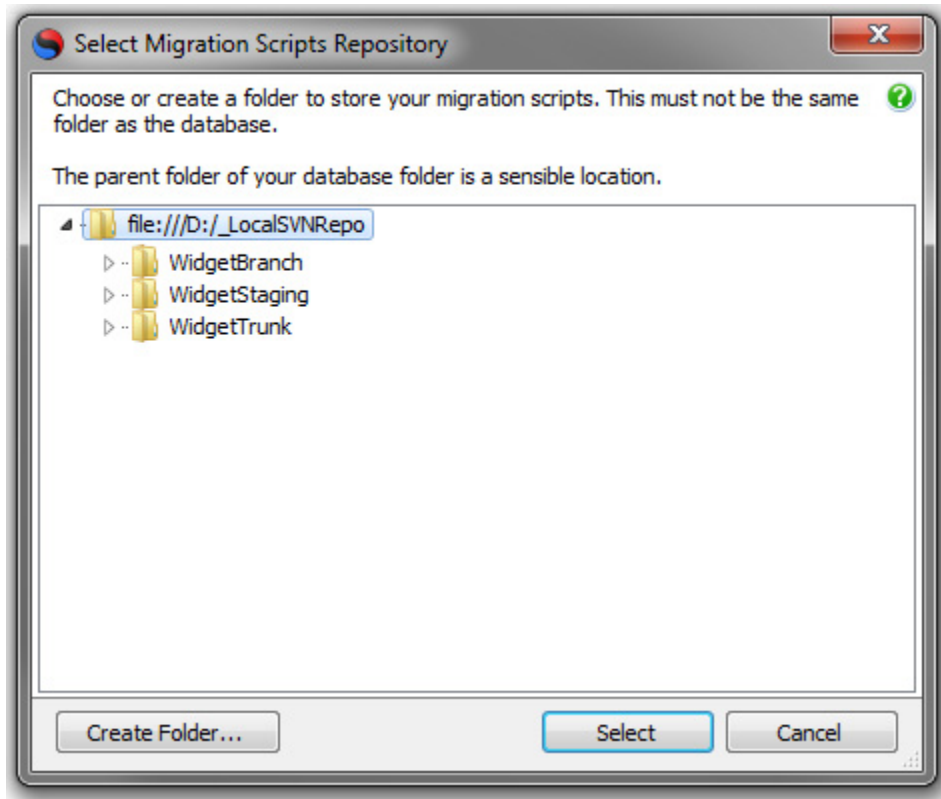 Select Migration Scripts Repository
Choose or create a folder to store your migration scripts. This must not be the same
folder as the database.
The parent folder of your database folder is a sensible location.
file:///D:/_LocalSVNRepo
WidgetBranch
WidgetStaging
WidgetTrunk
Create Folder...
Select
Cancel